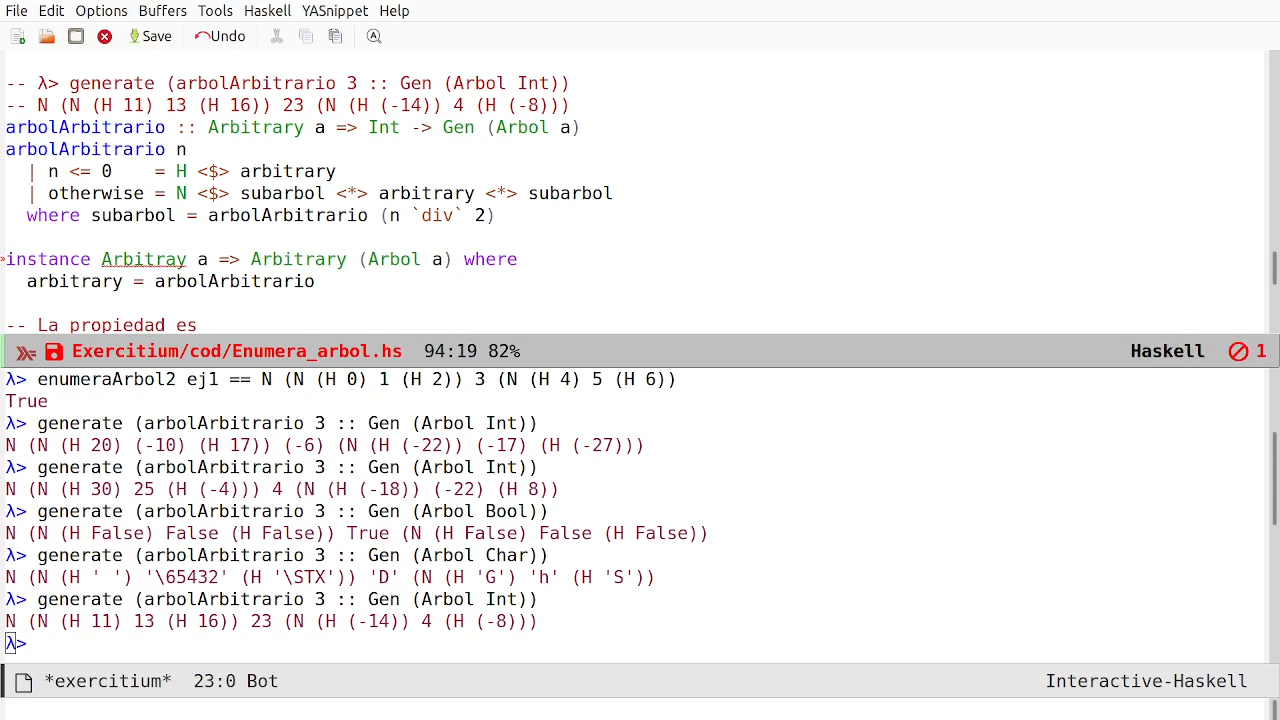 File Edit Options Buffers Tools Haskell YASnippet Help
Save Undo
-- λ> generate (arbolArbitrario 3 :: Gen (Arbol Int))
-- N (N (H 11) 13 (H 16)) 23 (N (H (-14)) 4 (H (-8)))
arbolArbitrario :: Arbitrary a => Int -> Gen (Arbol a)
arbolArbitrario n
  | n <= 0    = H <$> arbitrary
  | otherwise = N <$> subarbol <*> arbitrary <*> subarbol
  where subarbol = arbolArbitrario (n `div` 2)
instance Arbitray a => Arbitrary (Arbol a) where
  arbitrary = arbolArbitrario
-- La propiedad es
Exercitium/cod/Enumera_arbol.hs 94:19 82% Haskell 1
λ> enumeraArbol2 ej1 == N (N (H 0) 1 (H 2)) 3 (N (H 4) 5 (H 6))
True
λ> generate (arbolArbitrario 3 :: Gen (Arbol Int))
N (N (H 20) (-10) (H 17)) (-6) (N (H (-22)) (-17) (H (-27)))
λ> generate (arbolArbitrario 3 :: Gen (Arbol Int))
N (N (H 30) 25 (H (-4))) 4 (N (H (-18)) (-22) (H 8))
λ> generate (arbolArbitrario 3 :: Gen (Arbol Bool))
N (N (H False) False (H False)) True (N (H False) False (H False))
λ> generate (arbolArbitrario 3 :: Gen (Arbol Char))
N (N (H ' ') '\65432' (H '\STX')) 'D' (N (H 'G') 'h' (H 'S'))
λ> generate (arbolArbitrario 3 :: Gen (Arbol Int))
N (N (H 11) 13 (H 16)) 23 (N (H (-14)) 4 (H (-8)))
λ>
*exercitium* 23:0 Bot Interactive-Haskell